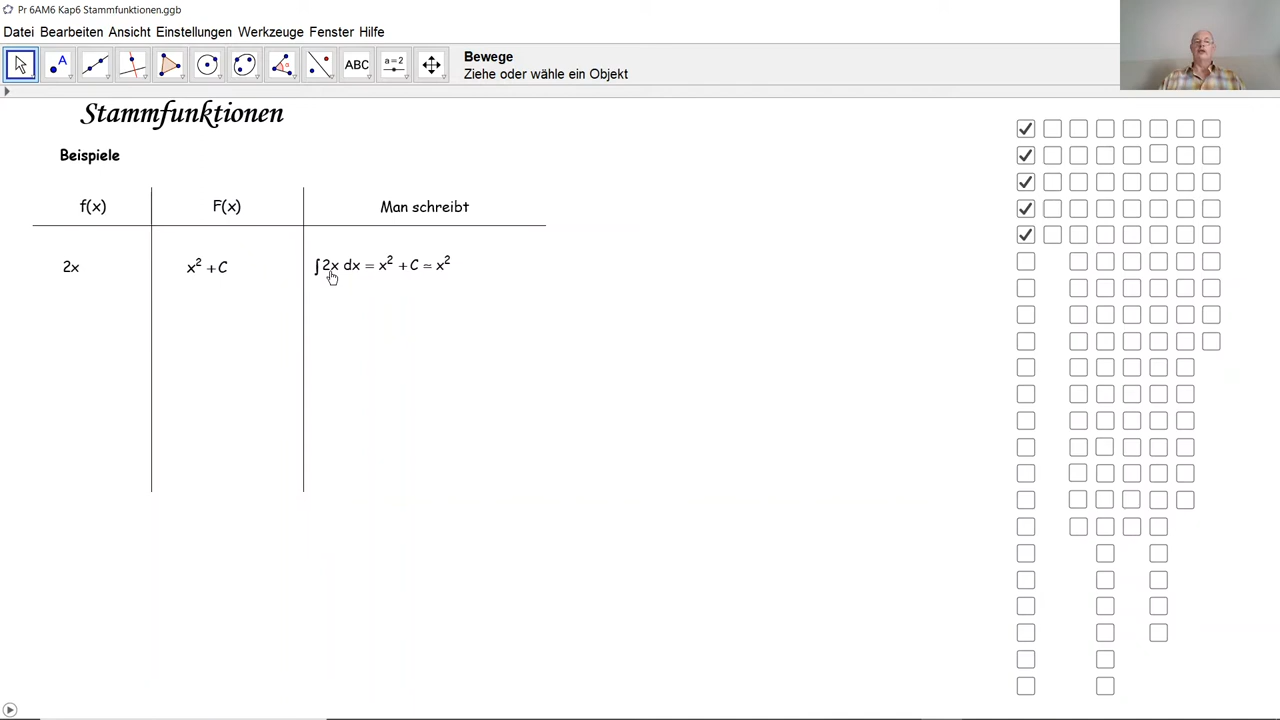 Pr 6AM6 Kap6 Stammfunktionen.ggb
Datei Bearbeiten Ansicht Einstellungen Werkzeuge Fenster Hilfe
A
ABC
a=2
Bewege
Ziehe oder wähle ein Objekt
Stammfunktionen
Beispiele
f(x) F(x) Man schreibt
2x x² + C ∫2x dx = x² + C ≃ x²